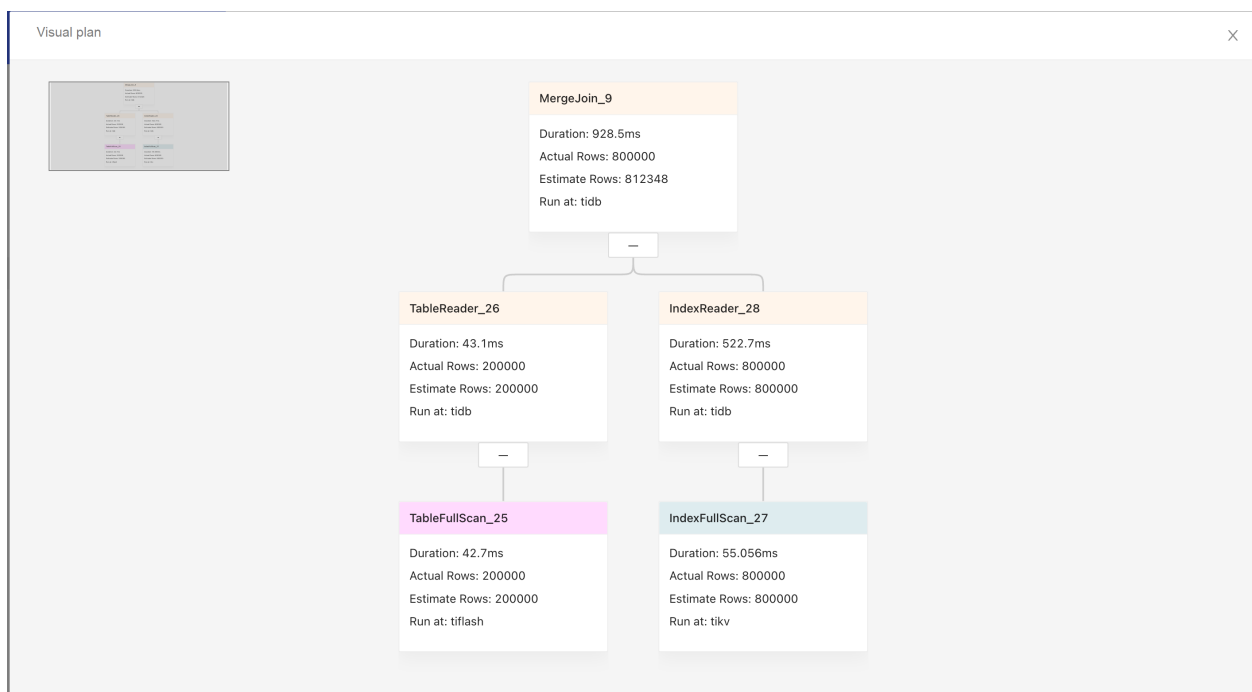 Visual plan
MergeJoin_9
Duration: 928.5ms
Actual Rows: 800000
Estimate Rows: 812348
Run at: tidb
TableReader_26
Duration: 43.1ms
Actual Rows: 200000
Estimate Rows: 200000
Run at: tidb
IndexReader_28
Duration: 522.7ms
Actual Rows: 800000
Estimate Rows: 800000
Run at: tidb
TableFullScan_25
Duration: 42.7ms
Actual Rows: 200000
Estimate Rows: 200000
Run at: tiflash
IndexFullScan_27
Duration: 55.056ms
Actual Rows: 800000
Estimate Rows: 800000
Run at: tikv